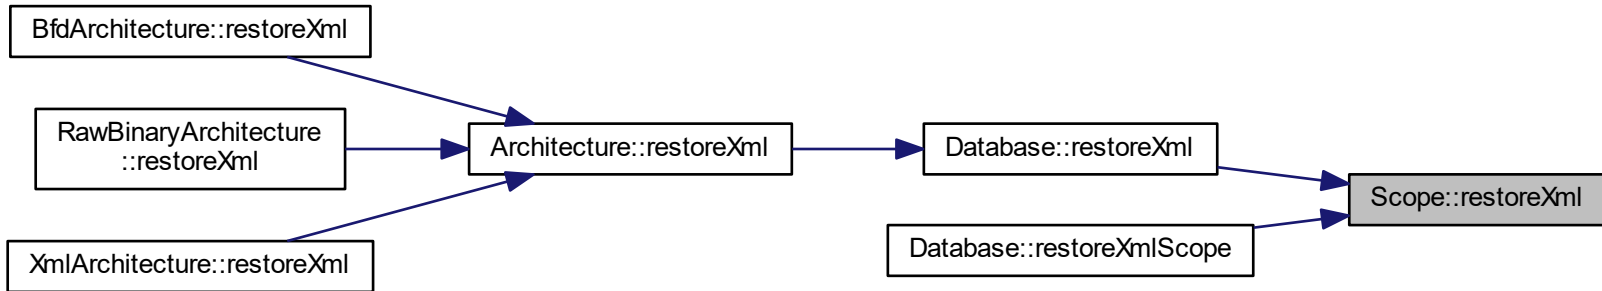 BfdArchitecture::restoreXml
RawBinaryArchitecture
::restoreXml
XmlArchitecture::restoreXml
Architecture::restoreXml
Database::restoreXml
Database::restoreXmlScope
Scope::restoreXml